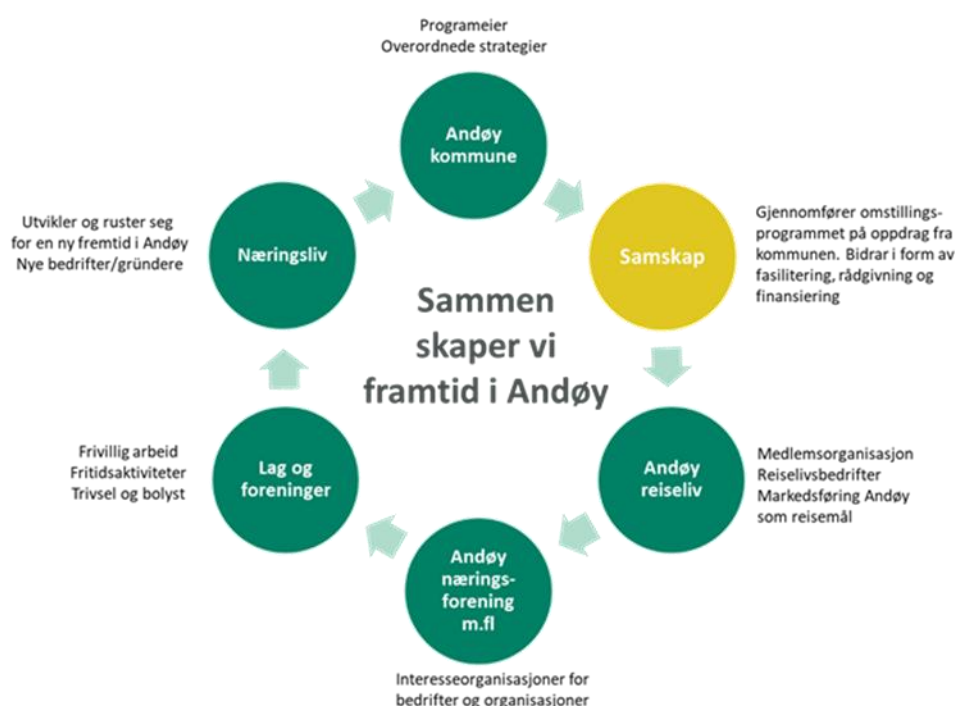 Programeier
Overordnede strategier
Andøy
kommune
Samskap
Gjennomfører omstillings-
programmet på oppdrag fra
kommunen. Bidrar i form av
fasilitering, rådgivning og
finansiering
Andøy
reiseliv
Medlemsorganisasjon
Reiselivsbedrifter
Markedsføring Andøy
som reisemål
Andøy
nærings-
forening
m.fl
Interesseorganisasjoner for
bedrifter og organisasjoner
Lag og
foreninger
Frivillig arbeid
Fritidsaktiviteter
Trivsel og bolyst
Næringsliv
Utvikler og ruster seg
for en ny fremtid i Andøy
Nye bedrifter/gründere
Sammen
skaper vi
framtid i Andøy